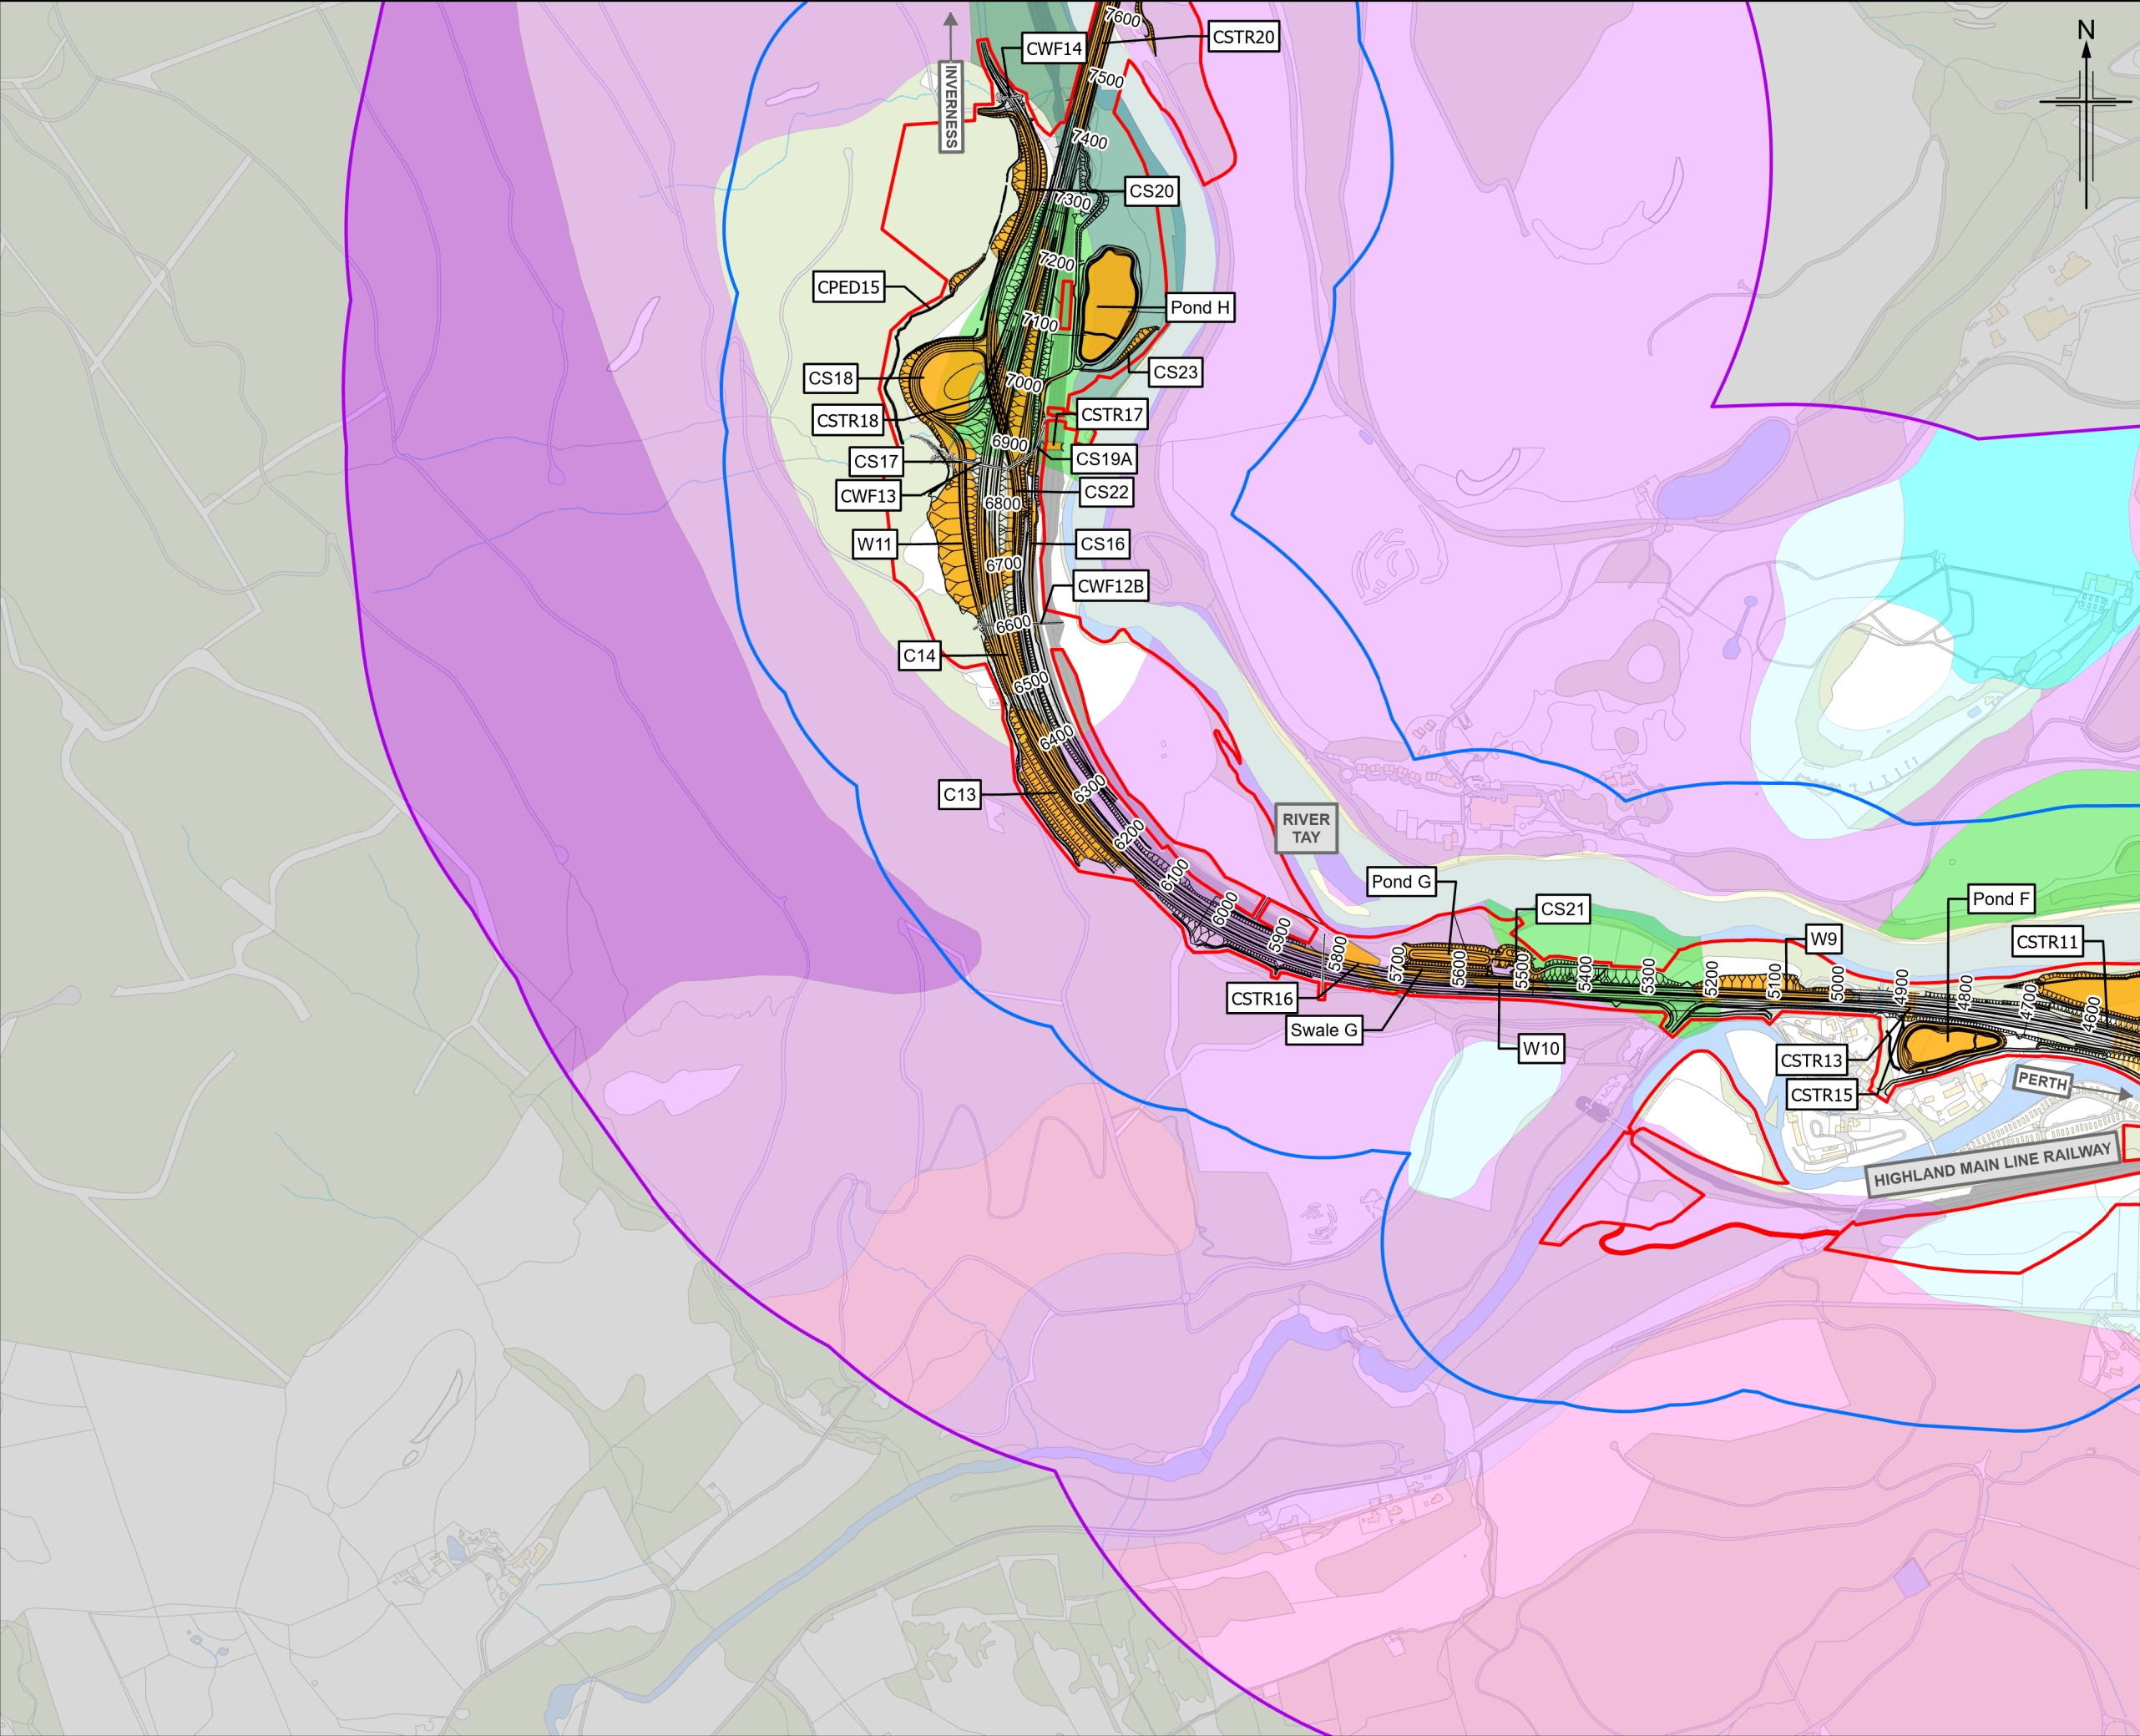 7600
CSTR20
N
CWF14
7500
INVERNESS
7400
CS20
7300
7200
CPED15
Pond H
7100
CS18
CS23
7000
CSTR18
CSTR17
6900
CS17
CS19A
CWF13
CS22
6800
W11
CS16
6700
CWF12B
6600
C14
6500
6400
C13
6300
RIVER
TAY
6200
6100
Pond G
6000
CS21
Pond F
5900
5800
W9
CSTR11
5700
5600
5500
5400
5300
5200
5100
5000
4900
4800
4700
4600
CSTR16
Swale G
W10
CSTR13
CSTR15
PERTH
HIGHLAND MAIN LINE RAILWAY